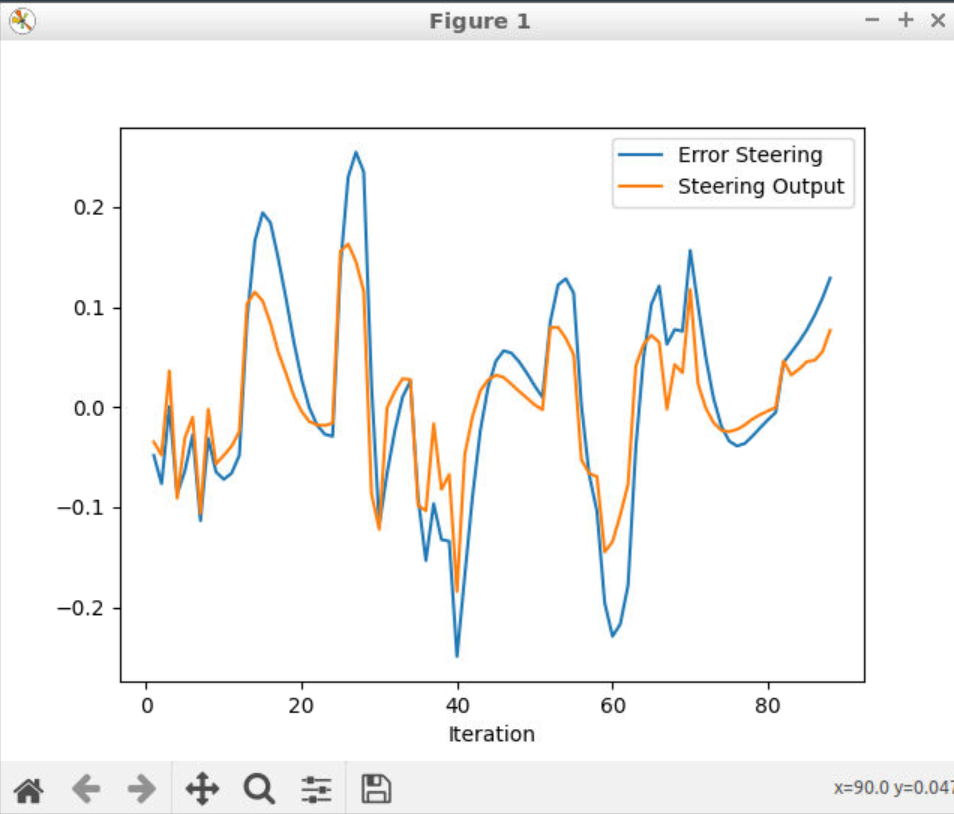 Figure 1
Error Steering
Steering Output
0.2
0.1
0.0
−0.1
−0.2
0 20 40 60 80
Iteration
x=90.0 y=0.047